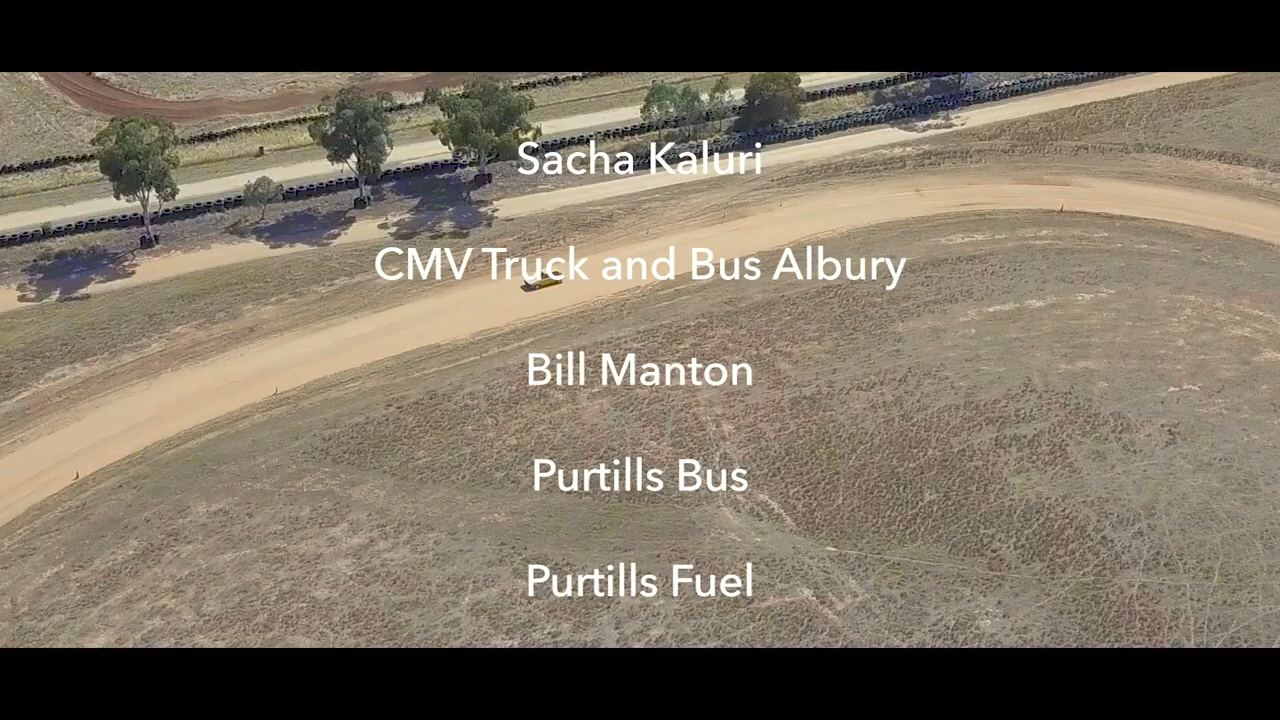 Sacha Kaluri
CMV Truck and Bus Albury
Bill Manton
Purtills Bus
Purtills Fuel